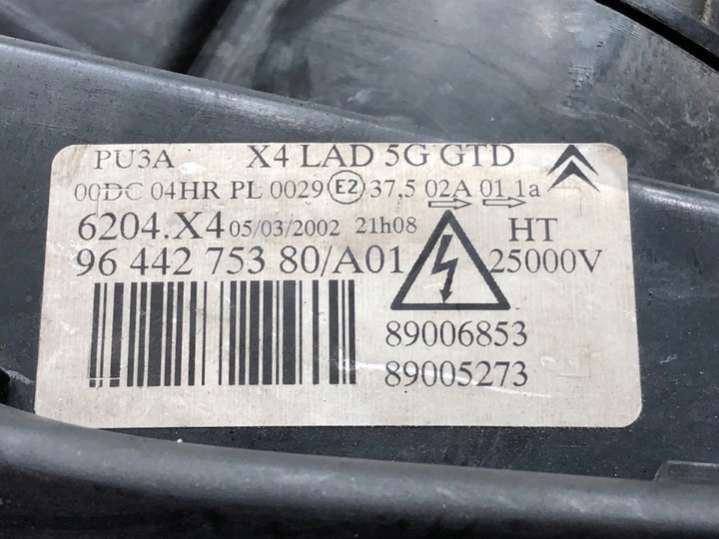 PU3A X4 LAD 5G GTD
00DC 04HR PL 0029 E2 37,5 02A 01 1a
6204.X4 05/03/2002 21h08 HT
96 442 753 80/A01 25000V
89006853
89005273